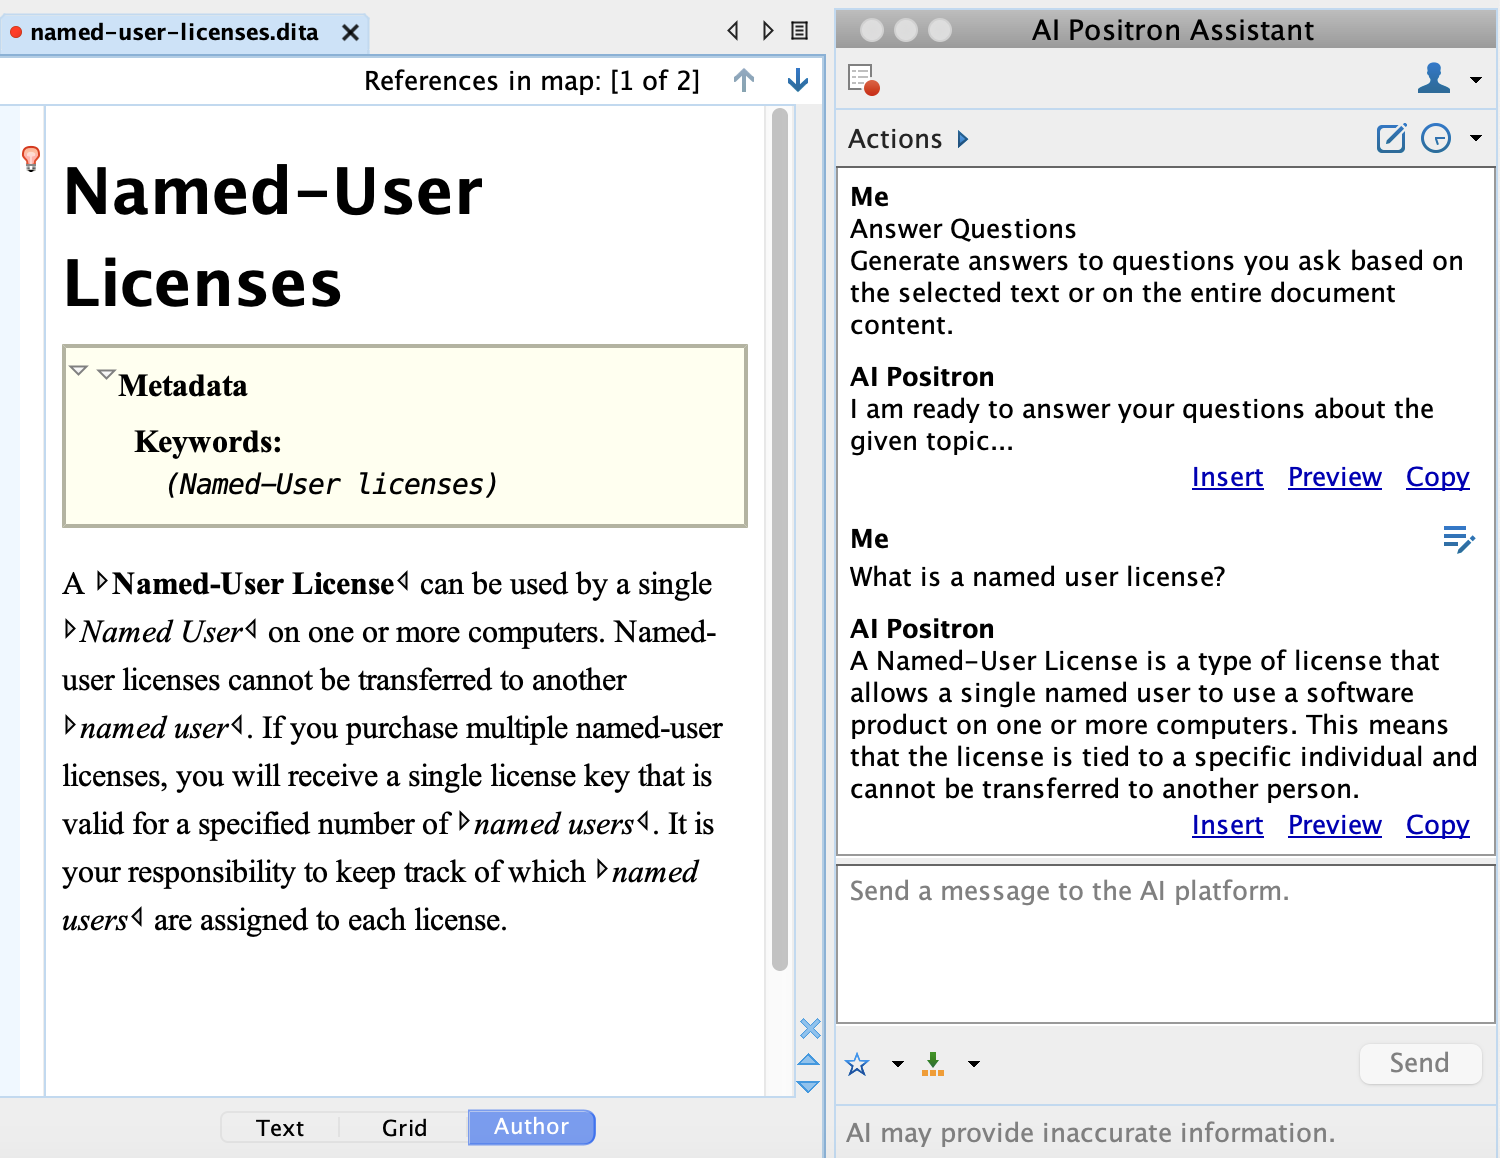 named-user-licenses.dita
References in map: [1 of 2]
Named-User
Licenses
Metadata
Keywords:
(Named-User licenses)
A Named-User License can be used by a single
Named User on one or more computers. Named-
user licenses cannot be transferred to another
named user. If you purchase multiple named-user
licenses, you will receive a single license key that is
valid for a specified number of named users. It is
your responsibility to keep track of which named
users are assigned to each license.
Text
Grid
Author
AI Positron Assistant
Actions
Me
Answer Questions
Generate answers to questions you ask based on
the selected text or on the entire document
content.
AI Positron
I am ready to answer your questions about the
given topic...
Insert Preview Copy
Me
What is a named user license?
AI Positron
A Named-User License is a type of license that
allows a single named user to use a software
product on one or more computers. This means
that the license is tied to a specific individual and
cannot be transferred to another person.
Insert Preview Copy
Send a message to the AI platform.
Send
AI may provide inaccurate information.